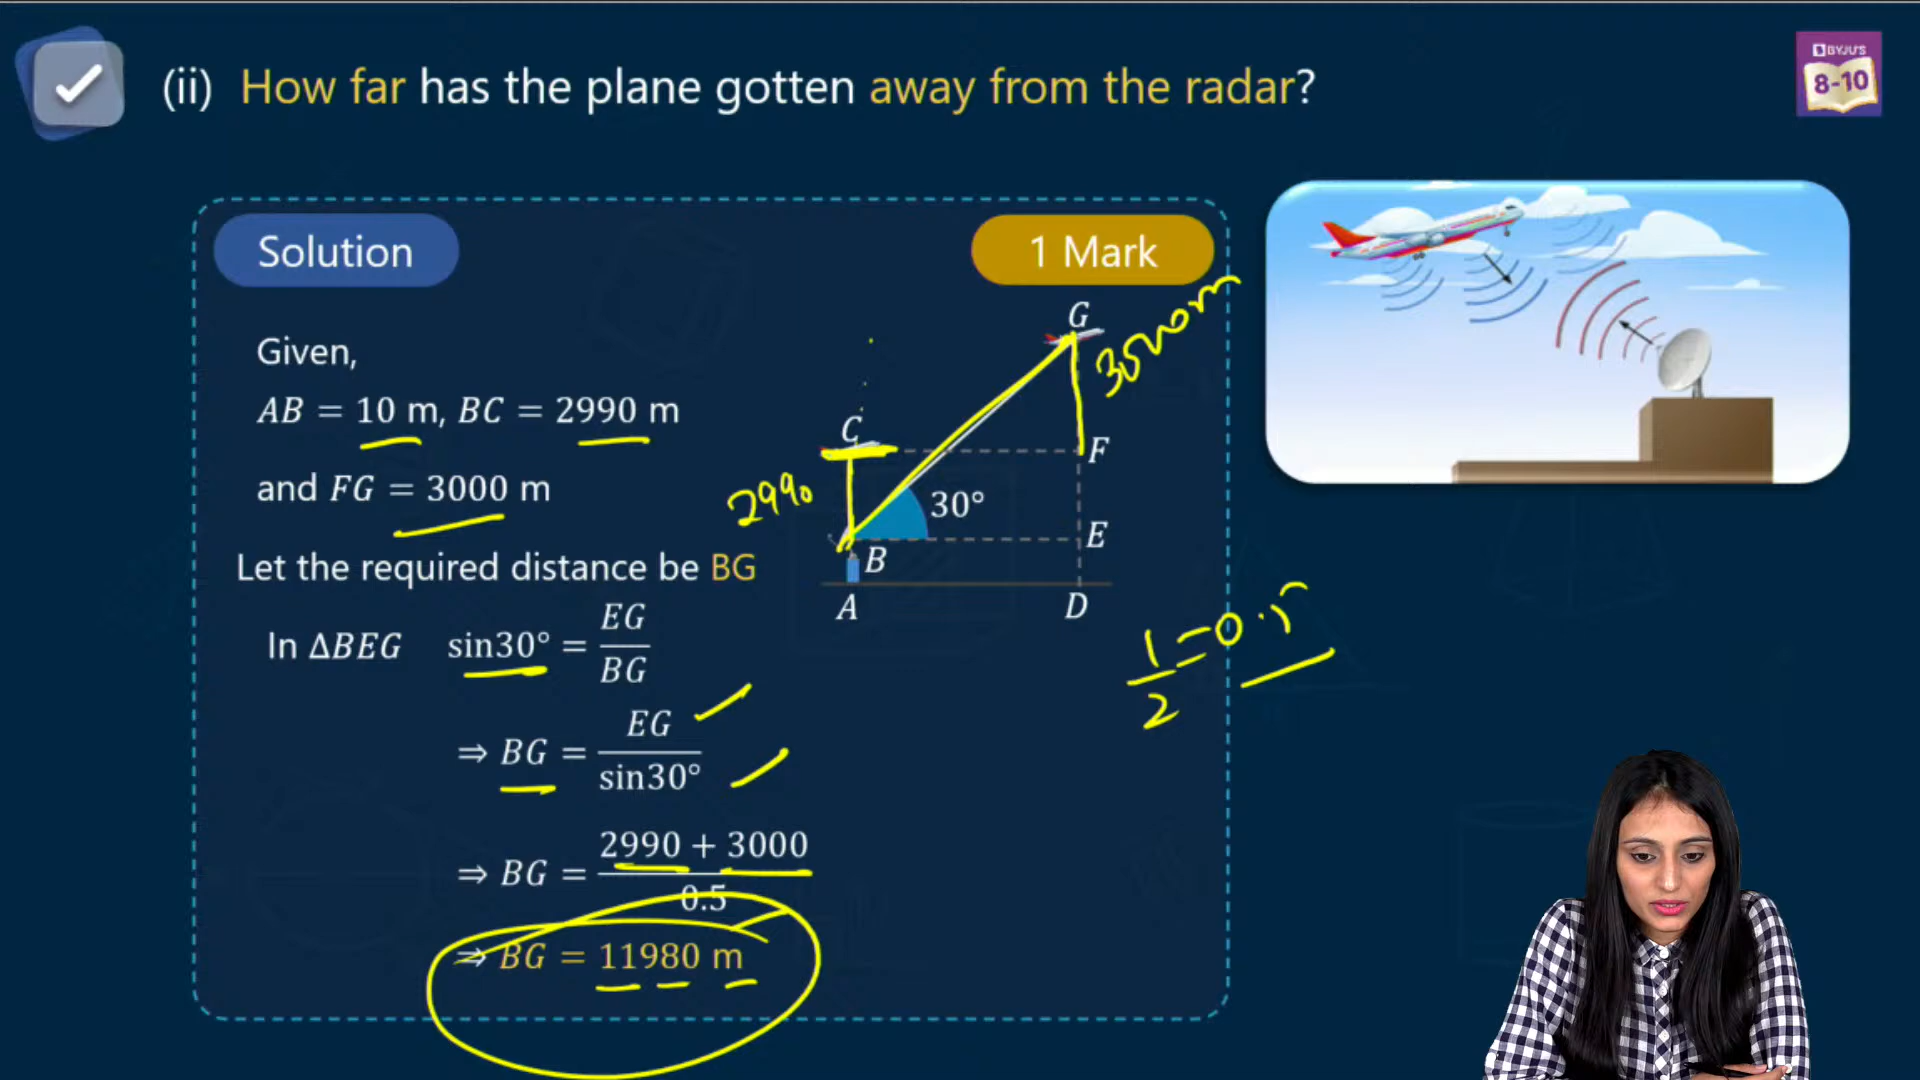 (ii) How far has the plane gotten away from the radar?
BYJU'S
8-10
Solution
1 Mark
Given,
AB = 10 m, BC = 2990 m
and FG = 3000 m
Let the required distance be BG
In ΔBEG sin30° = EG/BG
⇒ BG = EG/sin30°
⇒ BG = (2990 + 3000)/0.5
⇒ BG = 11980 m
G
3000m
C
F
2990
30°
E
B
A
D
1/2 = 0.5